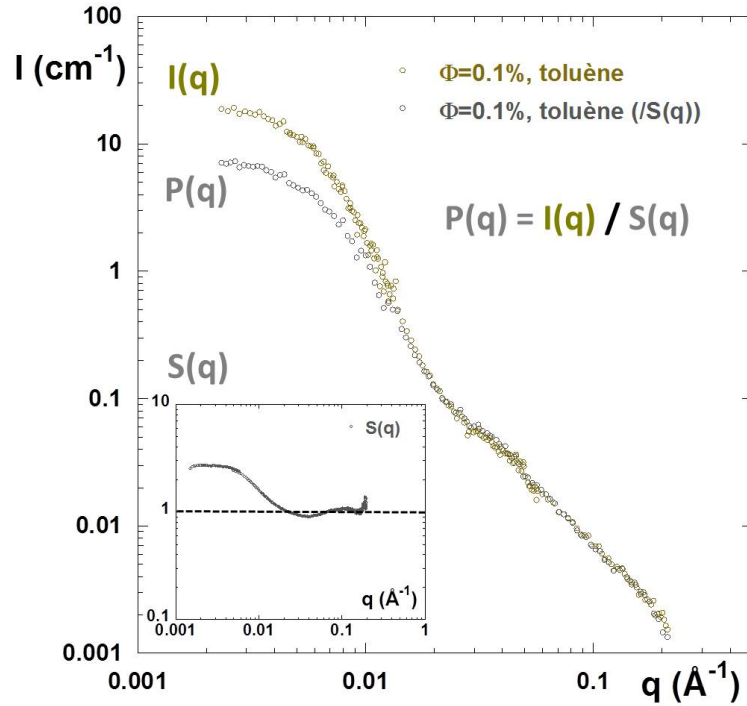 I (cm⁻¹)
100
I(q)
Φ=0.1%, toluène
Φ=0.1%, toluène (/S(q))
10
P(q)
P(q) = I(q) / S(q)
1
S(q)
0.1
10
S(q)
1
0.01
q (Å⁻¹)
0.1
0.001
0.01
0.1
1
0.001
0.001
0.01
0.1
q (Å⁻¹)